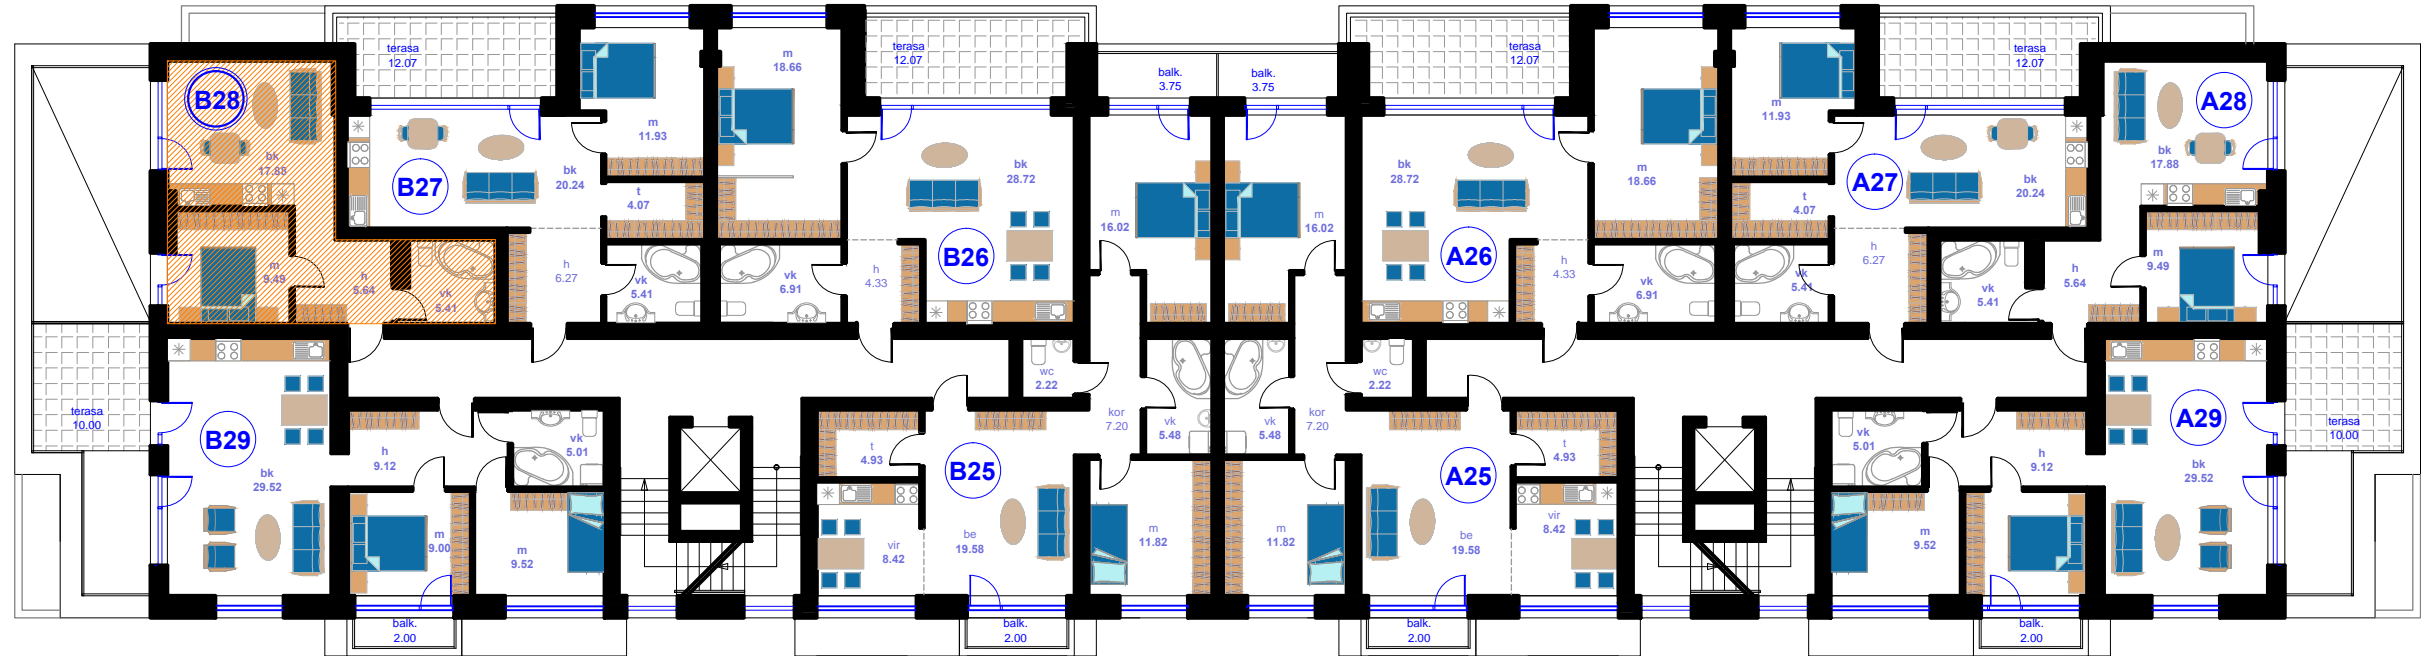 terasa
12.07
B28
bk
17.88
m
9.49
h
5.64
vk
5.41
B27
bk
20.24
m
11.93
t
4.07
h
6.27
vk
5.41
m
18.66
terasa
12.07
bk
28.72
B26
h
4.33
vk
6.91
balk.
3.75
balk.
3.75
m
16.02
m
16.02
terasa
12.07
bk
28.72
A26
h
4.33
m
18.66
vk
6.91
m
11.93
t
4.07
vk
5.41
terasa
12.07
A27
bk
20.24
h
6.27
A28
bk
17.88
m
9.49
h
5.64
vk
5.41
terasa
10.00
B29
bk
29.52
h
9.12
vk
5.01
m
9.00
m
9.52
balk.
2.00
t
4.93
B25
vir
8.42
be
19.58
balk.
2.00
wc
2.22
kor
7.20
vk
5.48
m
11.82
vk
5.48
kor
7.20
wc
2.22
m
11.82
A25
be
19.58
t
4.93
vir
8.42
balk.
2.00
vk
5.01
h
9.12
m
9.52
balk.
2.00
A29
bk
29.52
terasa
10.00